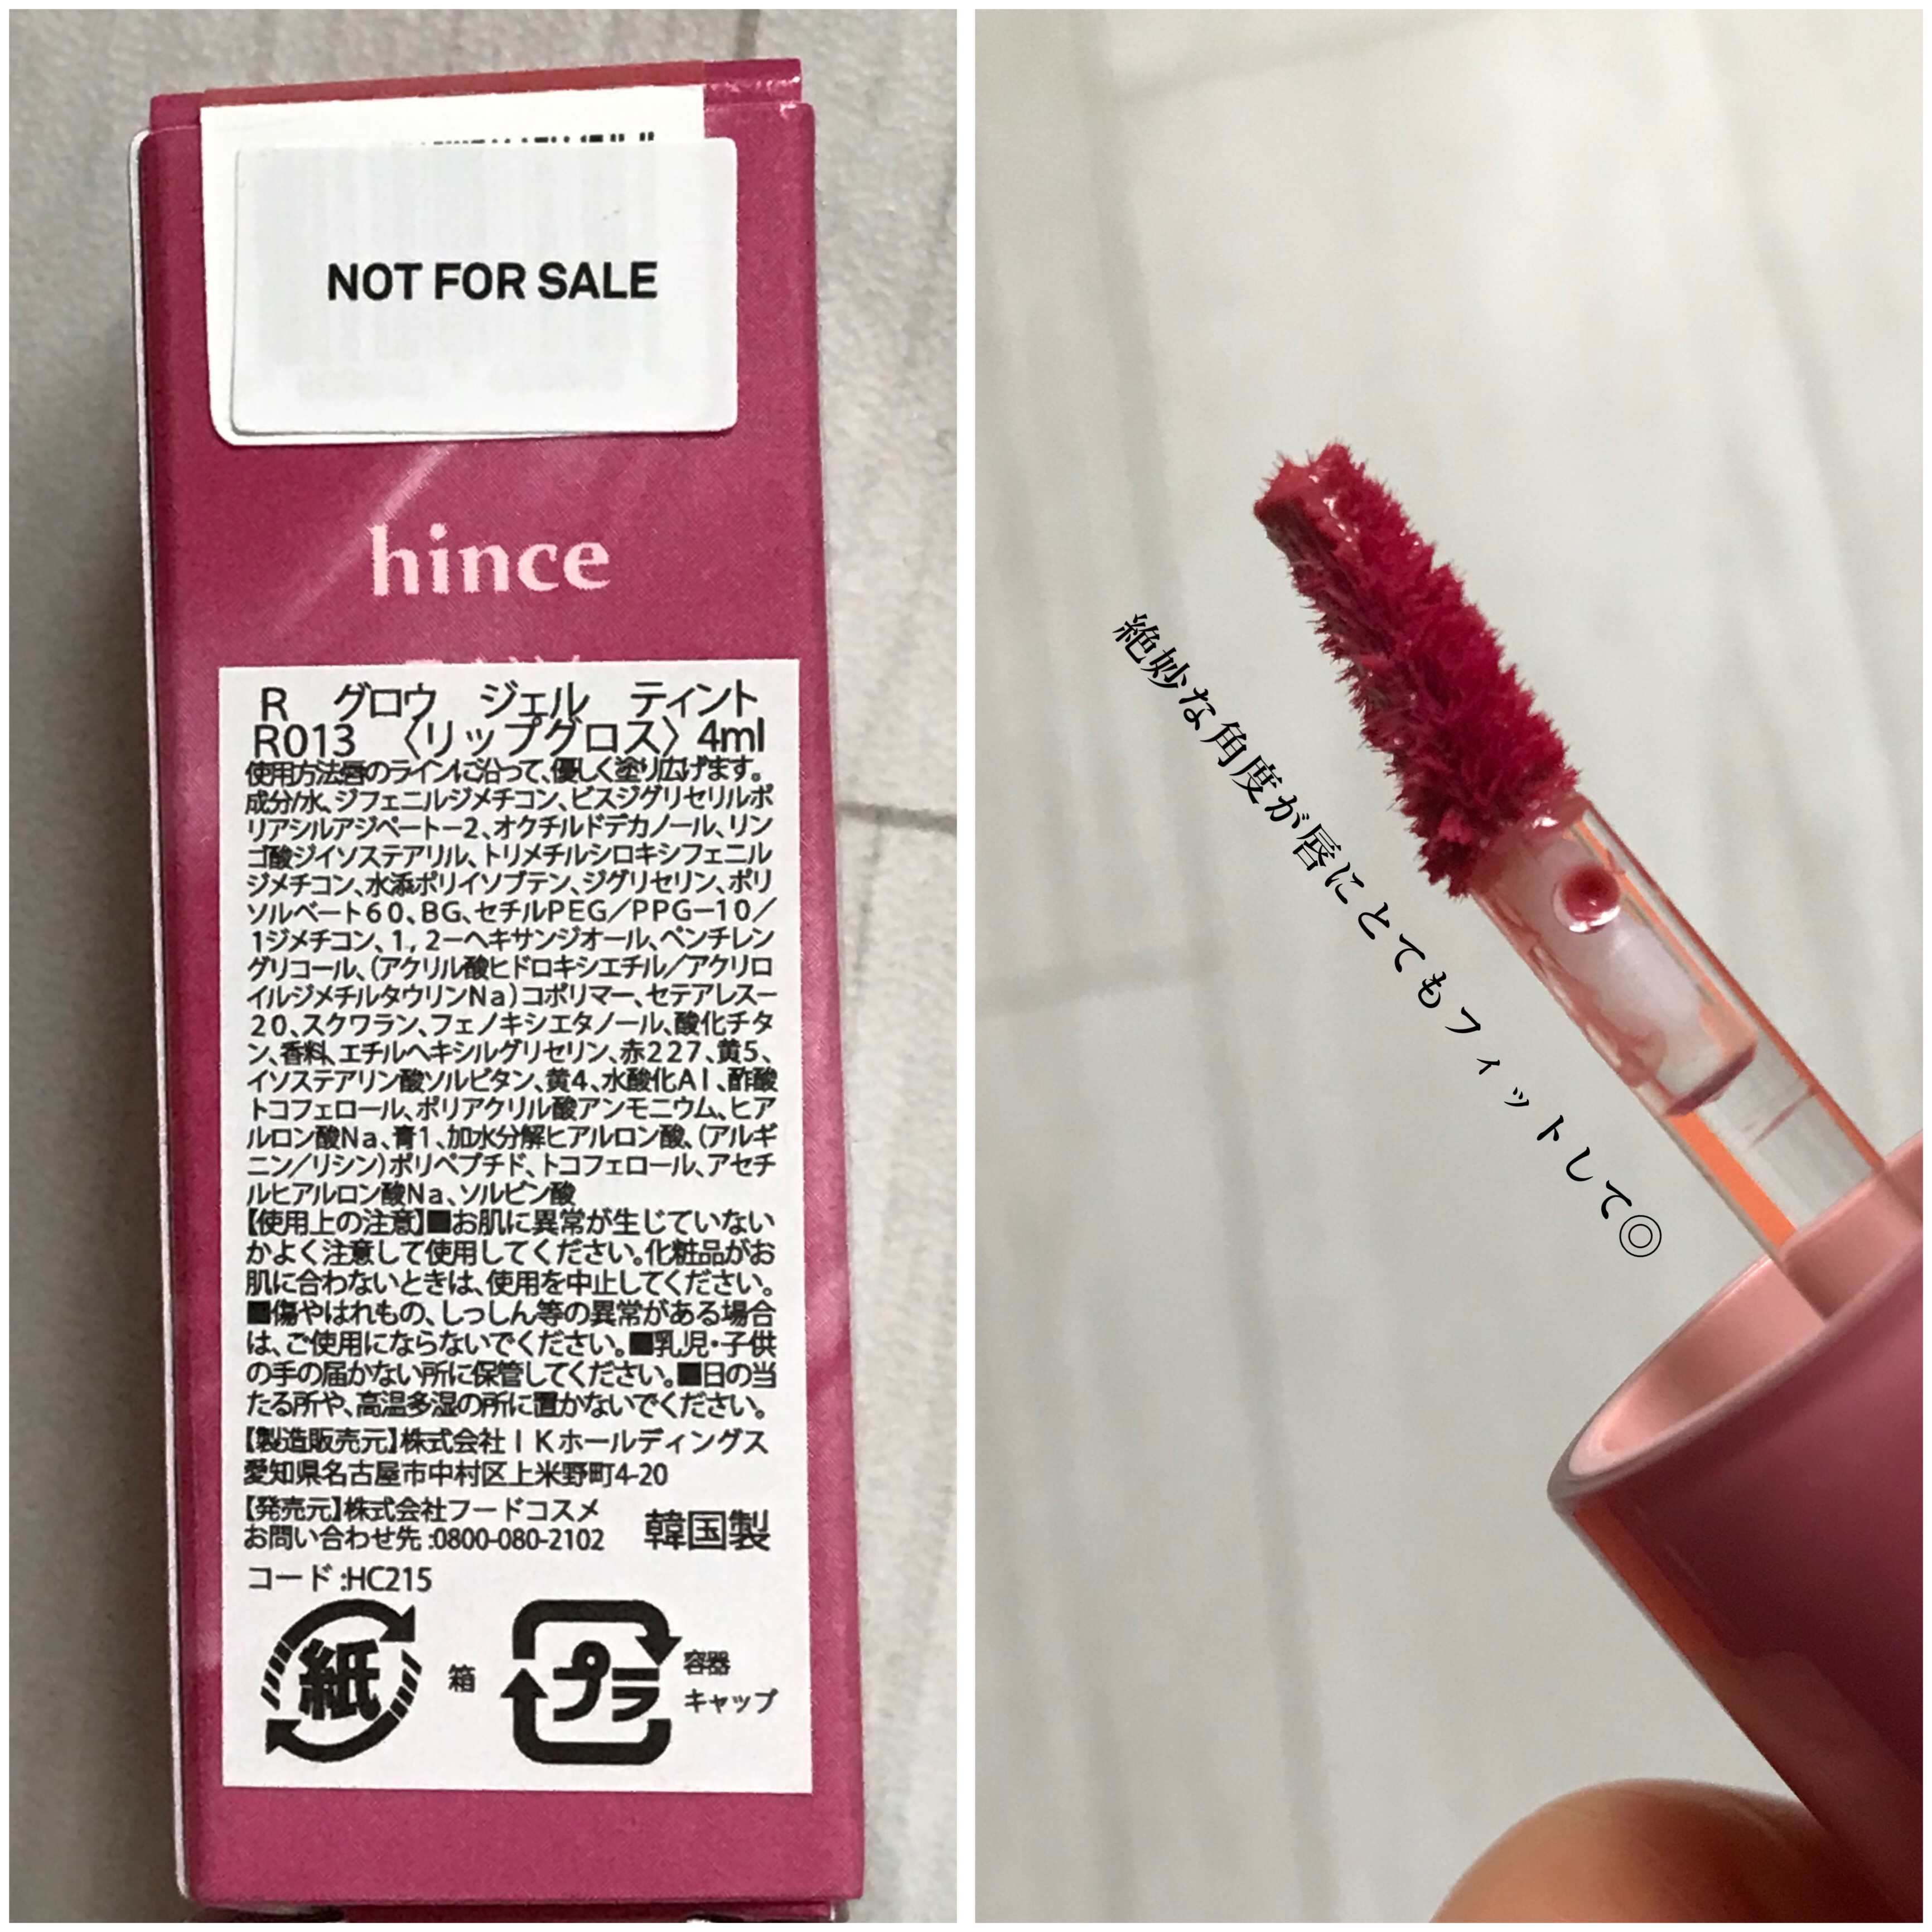 NOT FOR SALE
hince
R グロウ ジェル ティント
R013 〈リップグロス〉4ml
使用方法唇のラインに沿って、優しく塗り広げます。
成分/水、ジフェニルジメチコン、ビスジグリセリルポ
リアシルアジペートー2、オクチルドデカノール、リン
ゴ酸ジイソステアリル、トリメチルシロキシフェニル
ジメチコン、水添ポリイソブテン、ジグリセリン、ポリ
ソルベート60、BG、セチルPEG／PPGー10／
1ジメチコン、1，2ーヘキサンジオール、ペンチレン
グリコール、（アクリル酸ヒドロキシエチル／アクリロ
イルジメチルタウリンNa）コポリマー、セテアレスー
20、スクワラン、フェノキシエタノール、酸化チタ
ン、香料、エチルヘキシルグリセリン、赤227、黄5、
イソステアリン酸ソルビタン、黄4、水酸化Al、酢酸
トコフェロール、ポリアクリル酸アンモニウム、ヒア
ルロン酸Na、青1、加水分解ヒアルロン酸、（アルギ
ニン／リシン）ポリペプチド、トコフェロール、アセチ
ルヒアルロン酸Na、ソルビン酸
【使用上の注意】■お肌に異常が生じていない
かよく注意して使用してください。化粧品がお
肌に合わないときは、使用を中止してください。
■傷やはれもの、しっしん等の異常がある場合
は、ご使用にならないでください。■乳児・子供
の手の届かない所に保管してください。■日の当
たる所や、高温多湿の所に置かないでください。
【製造販売元】株式会社ＩＫホールディングス
愛知県名古屋市中村区上米野町4-20
【発売元】株式会社フードコスメ
お問い合わせ先:0800-080-2102 韓国製
コード:HC215
紙 箱 プラ 容器
キャップ
絶妙な角度が唇にとてもフィットして◎